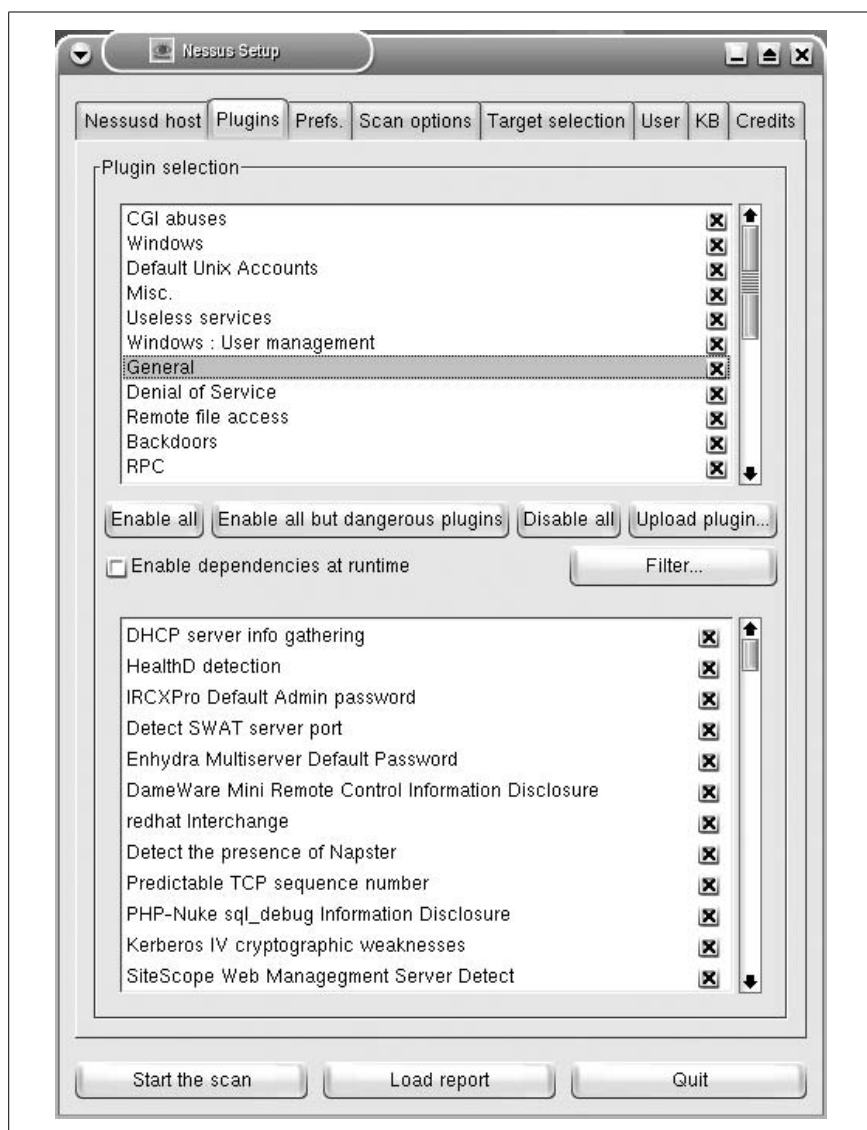 Nessus Setup
Nessusd host Plugins Prefs. Scan options Target selection User KB Credits
Plugin selection
CGI abuses
Windows
Default Unix Accounts
Misc.
Useless services
Windows : User management
General
Denial of Service
Remote file access
Backdoors
RPC
Enable all Enable all but dangerous plugins Disable all Upload plugin...
Enable dependencies at runtime Filter...
DHCP server info gathering
HealthD detection
IRCXPro Default Admin password
Detect SWAT server port
Enhydra Multiserver Default Password
DameWare Mini Remote Control Information Disclosure
redhat Interchange
Detect the presence of Napster
Predictable TCP sequence number
PHP-Nuke sql_debug Information Disclosure
Kerberos IV cryptographic weaknesses
SiteScope Web Managegment Server Detect
Start the scan Load report Quit